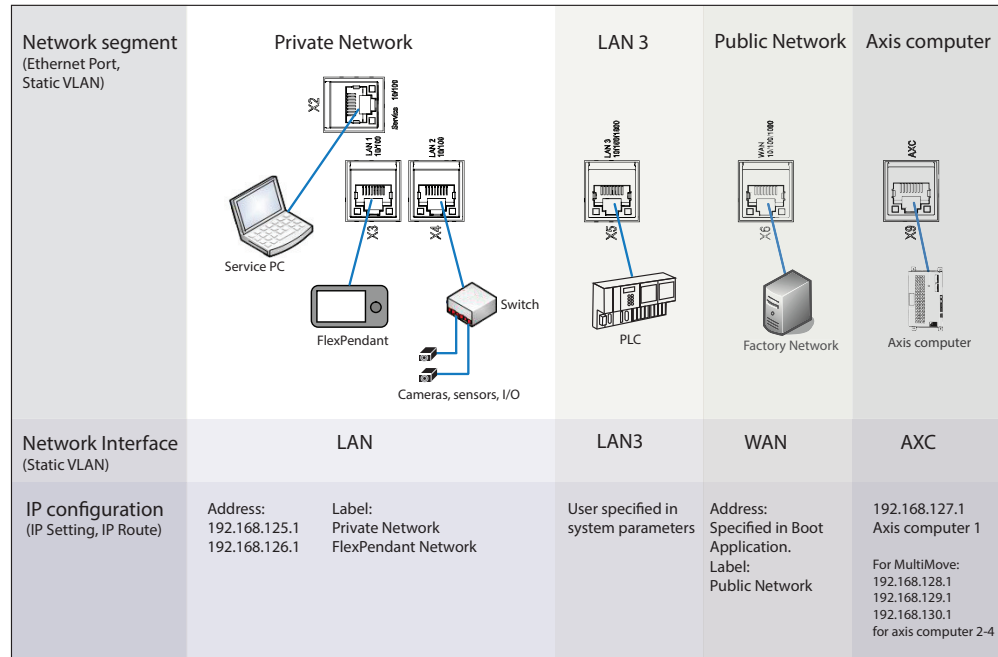 Network segment
(Ethernet Port,
Static VLAN)
Private Network
LAN 3
Public Network
Axis computer
X2
Service 10/100
LAN 1
10/100
LAN 2
10/100
X3
X4
Service PC
FlexPendant
Switch
Cameras, sensors, I/O
LAN 3
10/100/1000
X5
PLC
WAN
10/100/1000
X6
Factory Network
AXC
X9
Axis computer
Network Interface
(Static VLAN)
LAN
LAN3
WAN
AXC
IP configuration
(IP Setting, IP Route)
Address:
192.168.125.1
192.168.126.1
Label:
Private Network
FlexPendant Network
User specified in
system parameters
Address:
Specified in Boot
Application.
Label:
Public Network
192.168.127.1
Axis computer 1
For MultiMove:
192.168.128.1
192.168.129.1
192.168.130.1
for axis computer 2-4